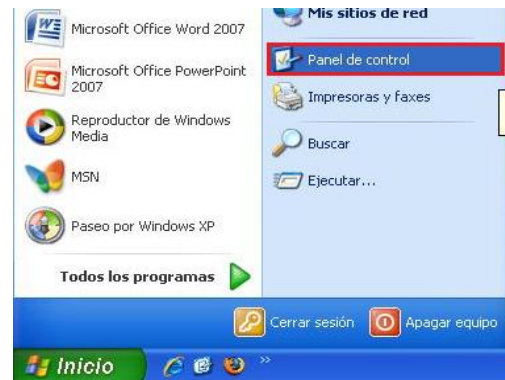 Microsoft Office Word 2007
Microsoft Office PowerPoint
2007
Reproductor de Windows
Media
MSN
Paseo por Windows XP
Todos los programas
Mis sitios de red
Panel de control
Impresoras y faxes
Buscar
Ejecutar...
Cerrar sesión
Apagar equipo
Inicio
»